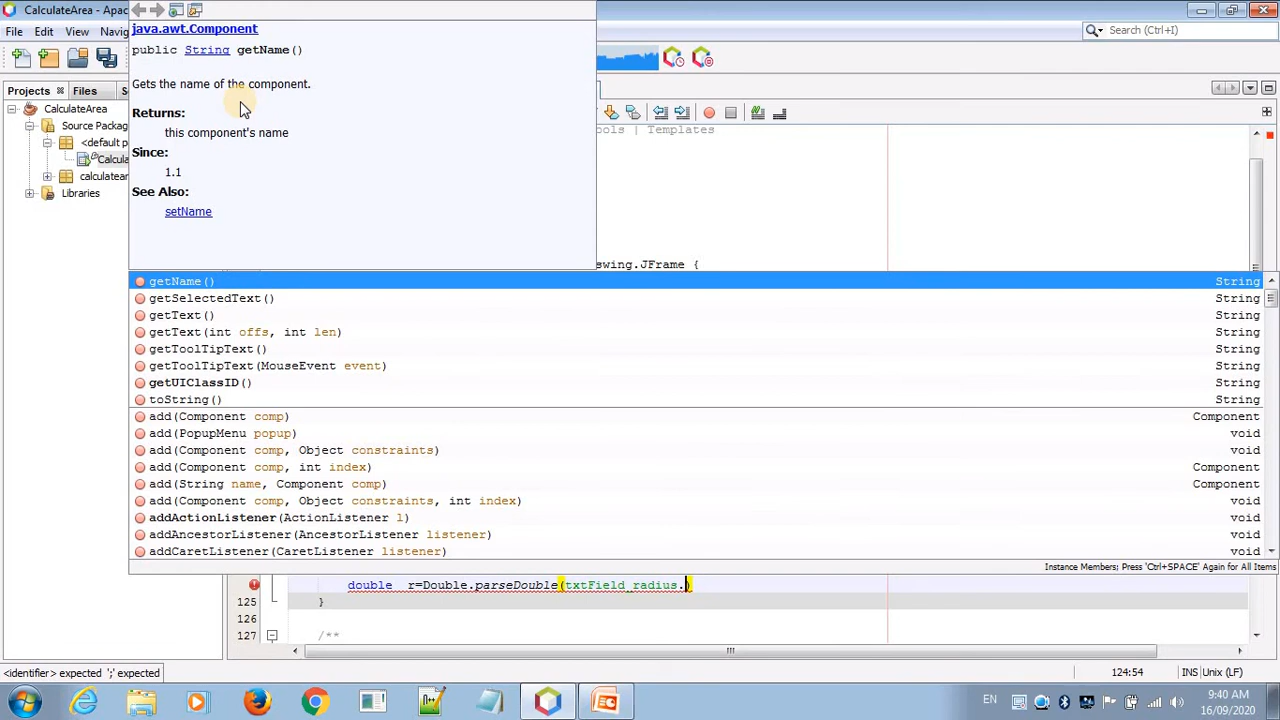 CalculateArea - Apac
java.awt.Component
public String getName()
Gets the name of the component.
Returns:
this component's name
Since:
1.1
See Also:
setName
File Edit View Navig
Search (Ctrl+I)
Projects Files S
CalculateArea
Source Packag
<default p
Calcula
calculatear
Libraries
ools | Templates
swing.JFrame {
getName() String
getSelectedText() String
getText() String
getText(int offs, int len) String
getToolTipText() String
getToolTipText(MouseEvent event) String
getUIClassID() String
toString() String
add(Component comp) Component
add(PopupMenu popup) void
add(Component comp, Object constraints) void
add(Component comp, int index) Component
add(String name, Component comp) Component
add(Component comp, Object constraints, int index) void
addActionListener(ActionListener l) void
addAncestorListener(AncestorListener listener) void
addCaretListener(CaretListener listener) void
Instance Members; Press 'Ctrl+SPACE' Again for All Items
double r=Double.parseDouble(txtField_radius.)
125 }
126
127 /**
<identifier> expected ';' expected
124:54 INS Unix (LF)
EN
9:40 AM
16/09/2020